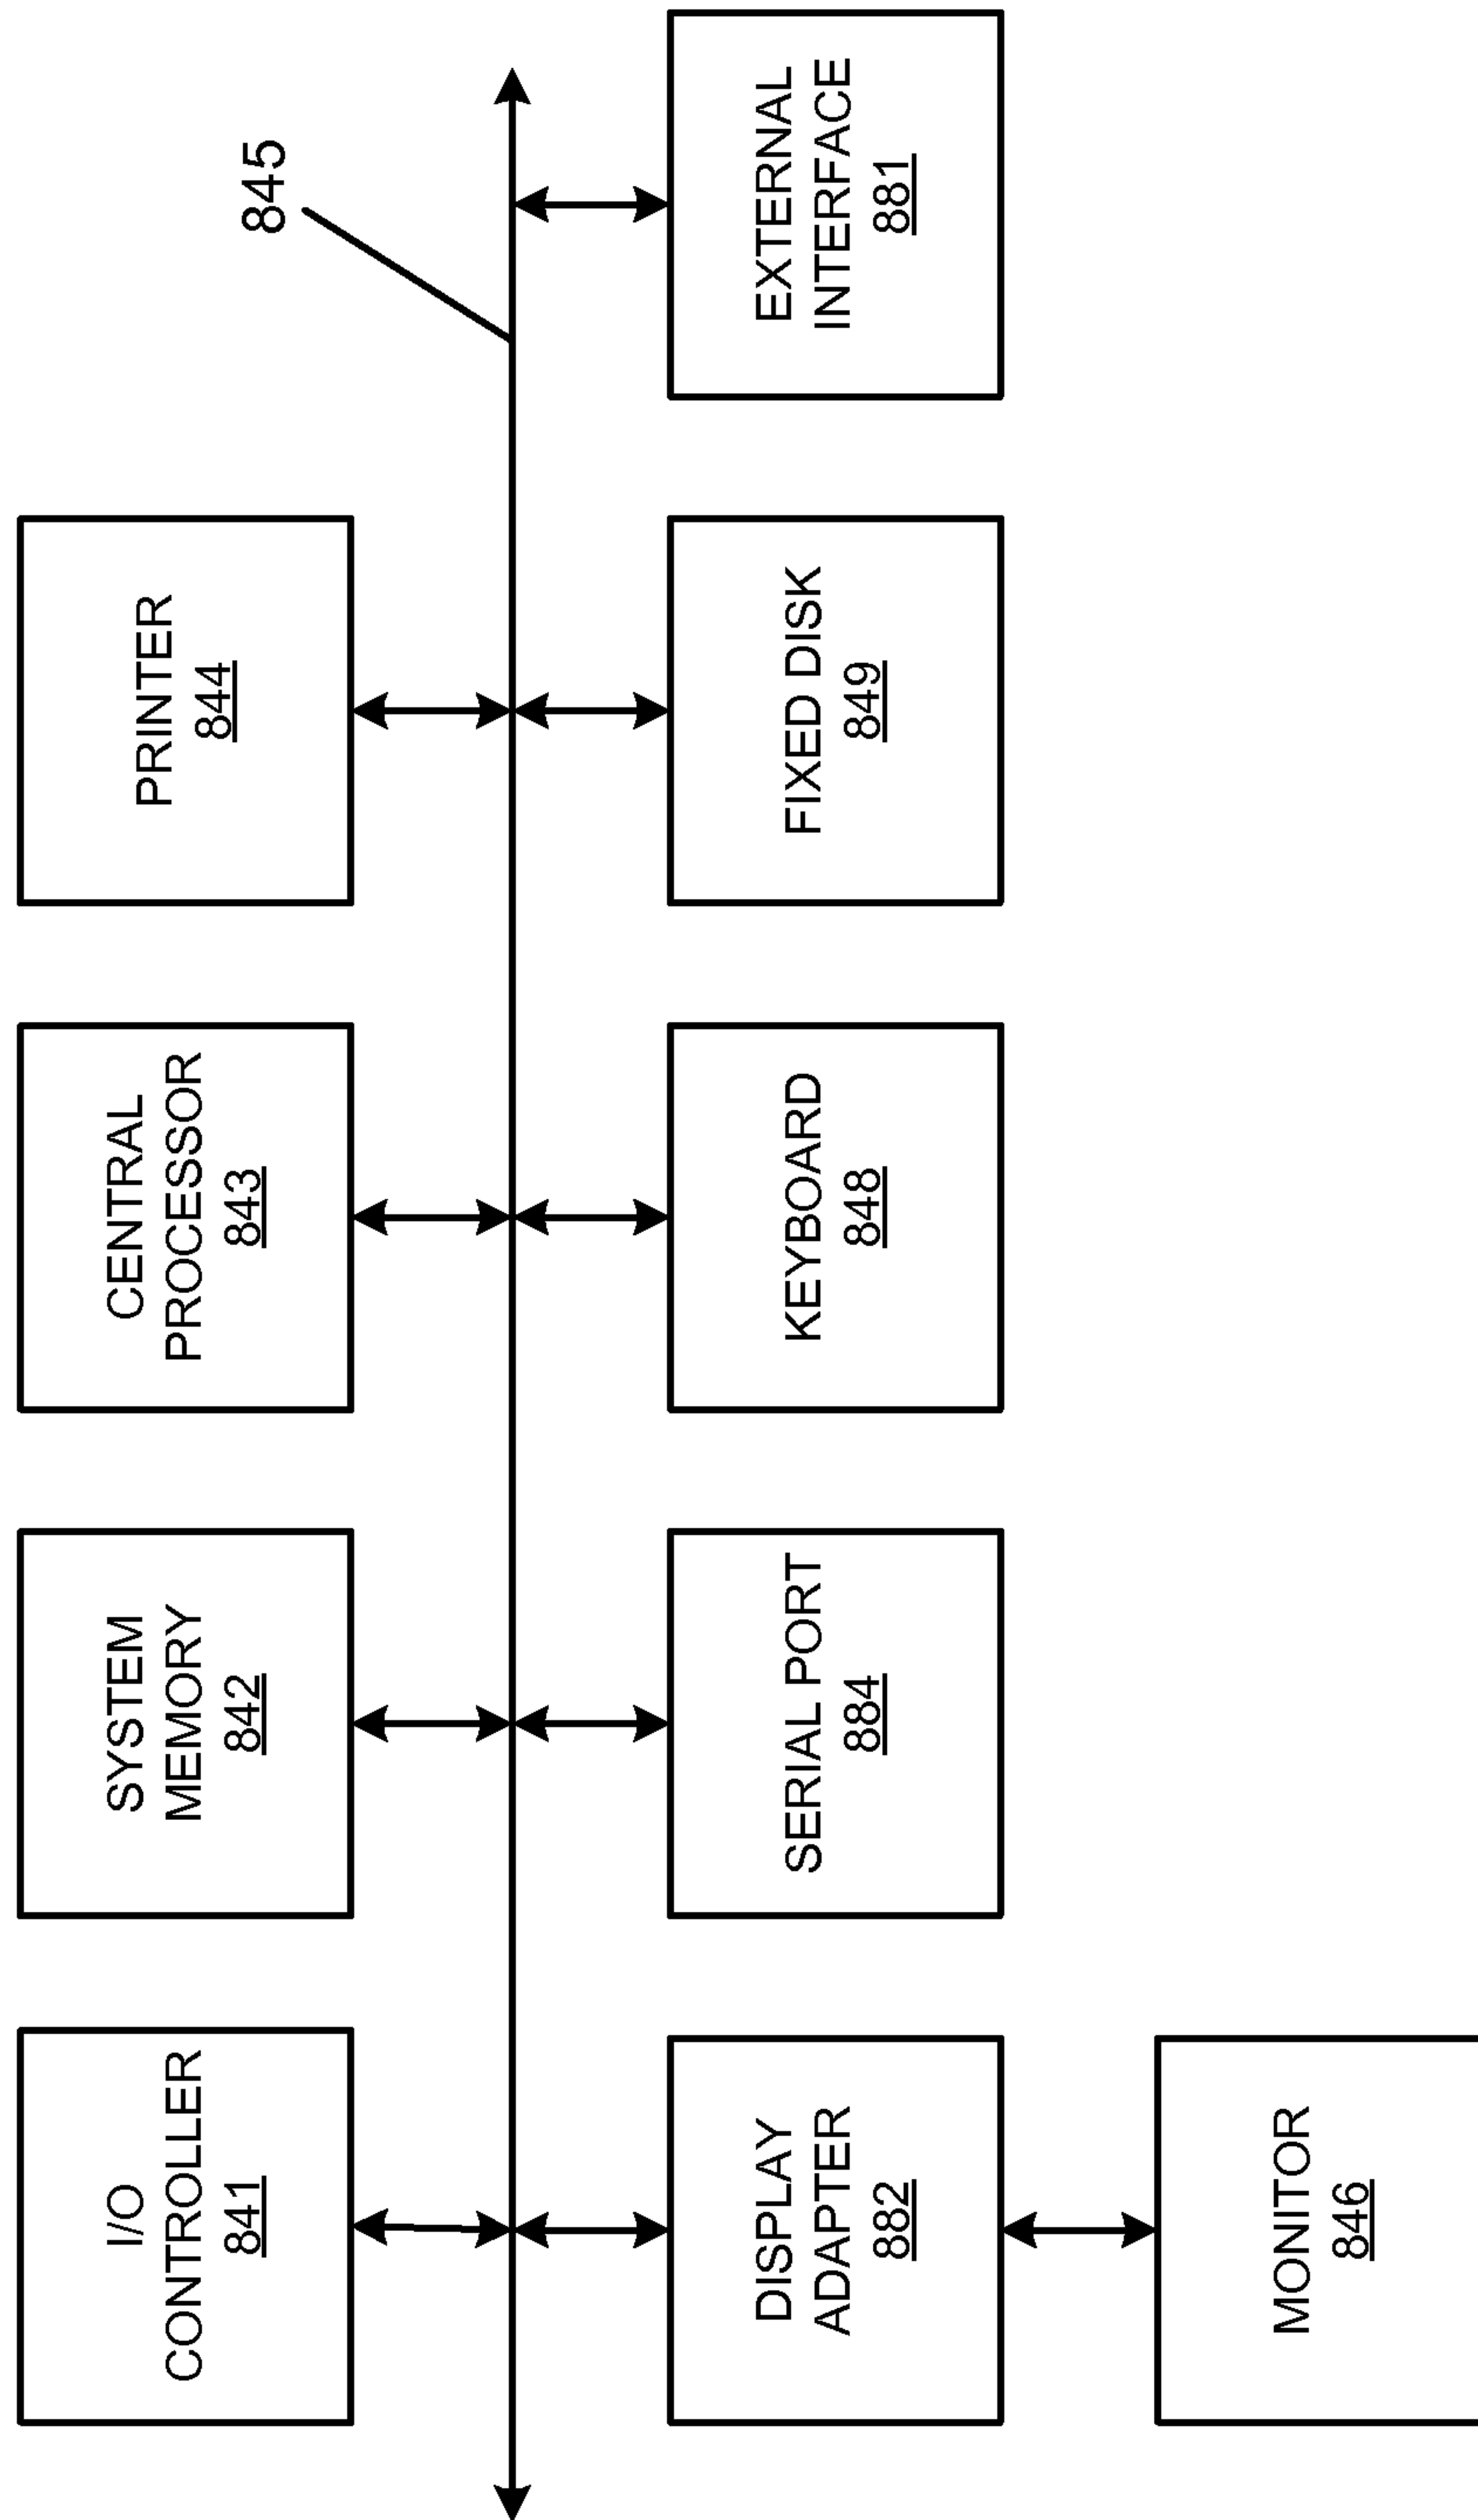 I/O
CONTROLLER
841
SYSTEM
MEMORY
842
CENTRAL
PROCESSOR
843
PRINTER
844
845
DISPLAY
ADAPTER
882
SERIAL PORT
884
KEYBOARD
848
FIXED DISK
849
EXTERNAL
INTERFACE
881
MONITOR
846